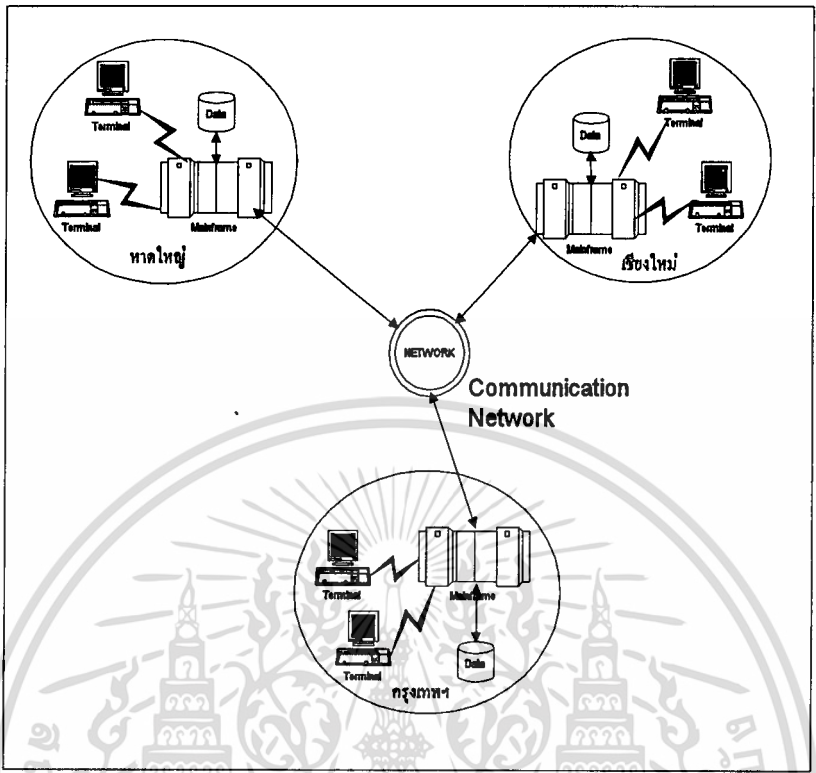 Terminal
Data
Terminal
Mainframe
หาดใหญ่
Terminal
Data
Terminal
Mainframe
เชียงใหม่
NETWORK
Communication
Network
Terminal
Mainframe
Terminal
Data
กรุงเทพฯ